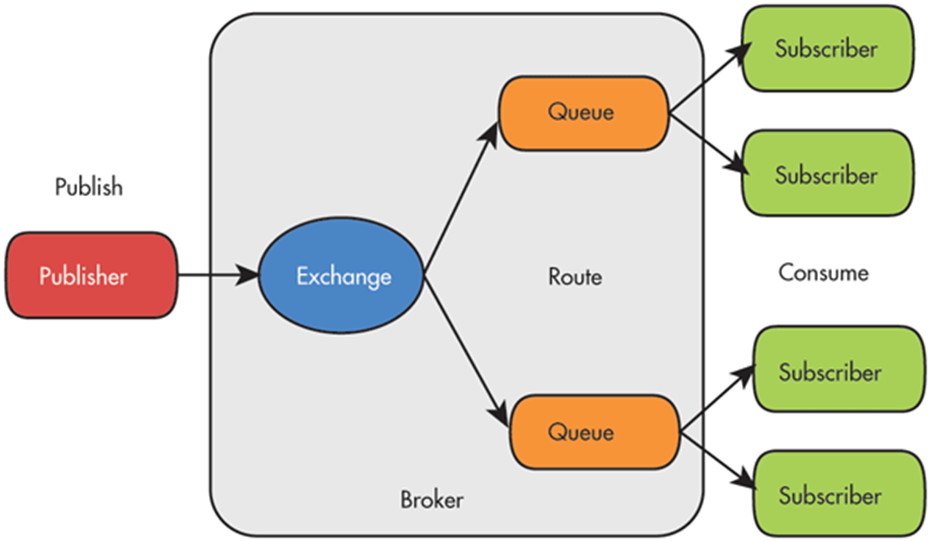 Subscriber
Queue
Subscriber
Publish
Publisher
Exchange
Route
Consume
Subscriber
Queue
Subscriber
Broker